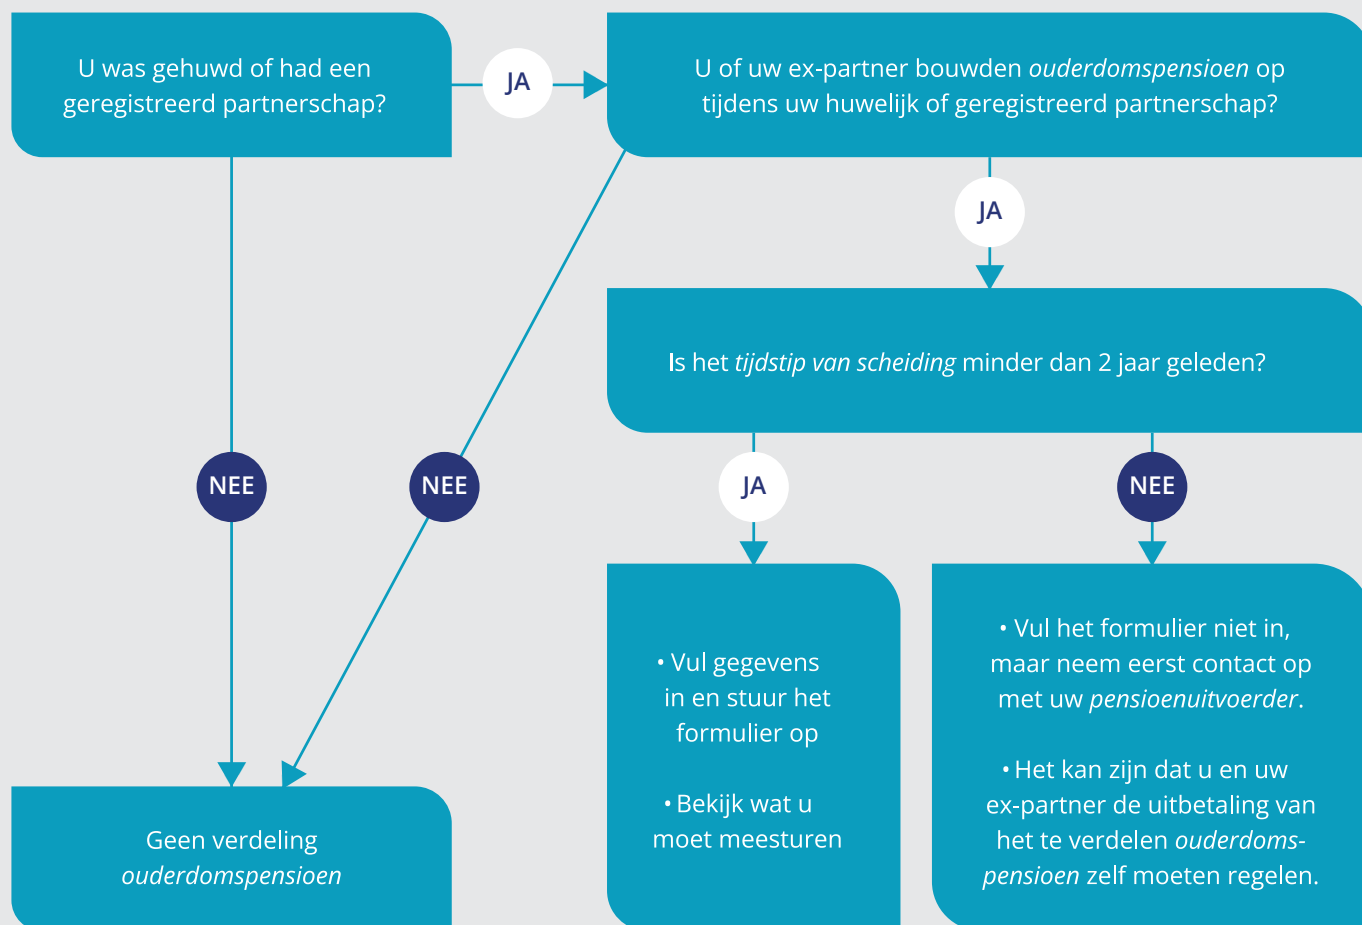 U was gehuwd of had een
geregistreerd partnerschap?
JA
U of uw ex-partner bouwden ouderdomspensioen op
tijdens uw huwelijk of geregistreerd partnerschap?
JA
Is het tijdstip van scheiding minder dan 2 jaar geleden?
NEE
NEE
JA
NEE
Geen verdeling
ouderdomspensioen
• Vul gegevens
in en stuur het
formulier op
• Bekijk wat u
moet meesturen
• Vul het formulier niet in,
maar neem eerst contact op
met uw pensioenuitvoerder.
• Het kan zijn dat u en uw
ex-partner de uitbetaling van
het te verdelen ouderdoms-
pensioen zelf moeten regelen.